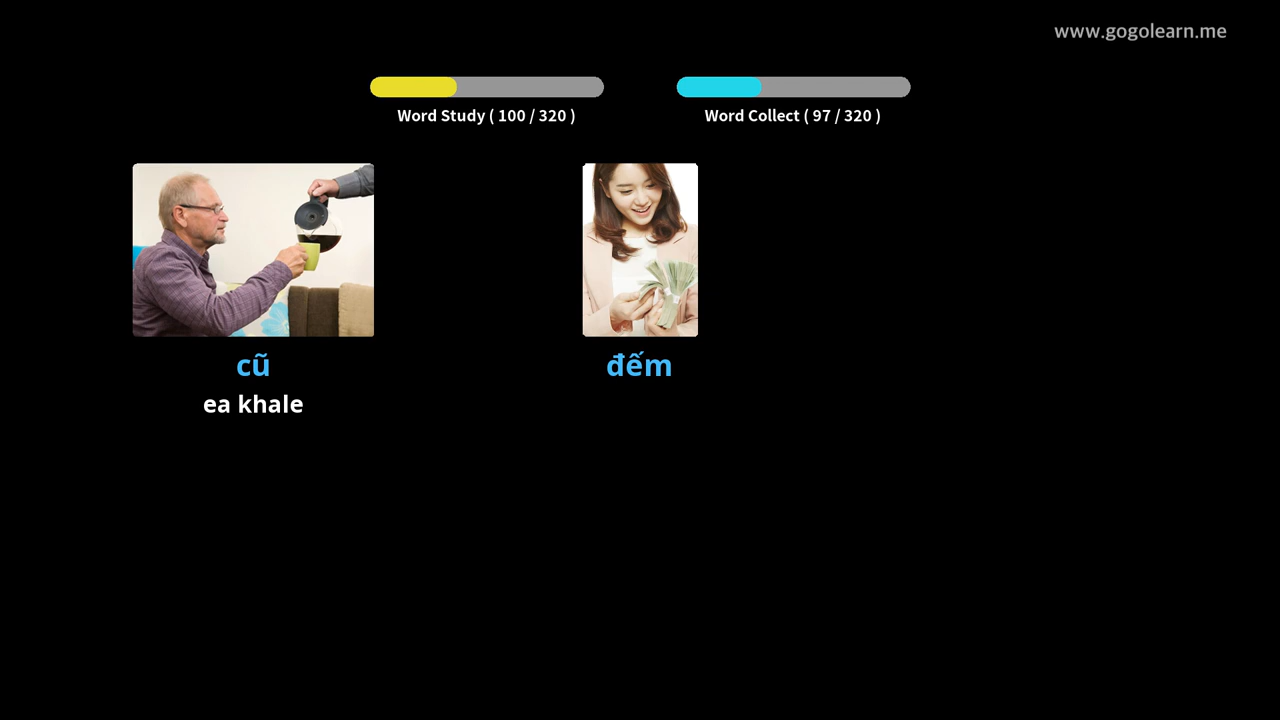 www.gogolearn.me
Word Study ( 100 / 320 )
Word Collect ( 97 / 320 )
cũ
đếm
ea khale